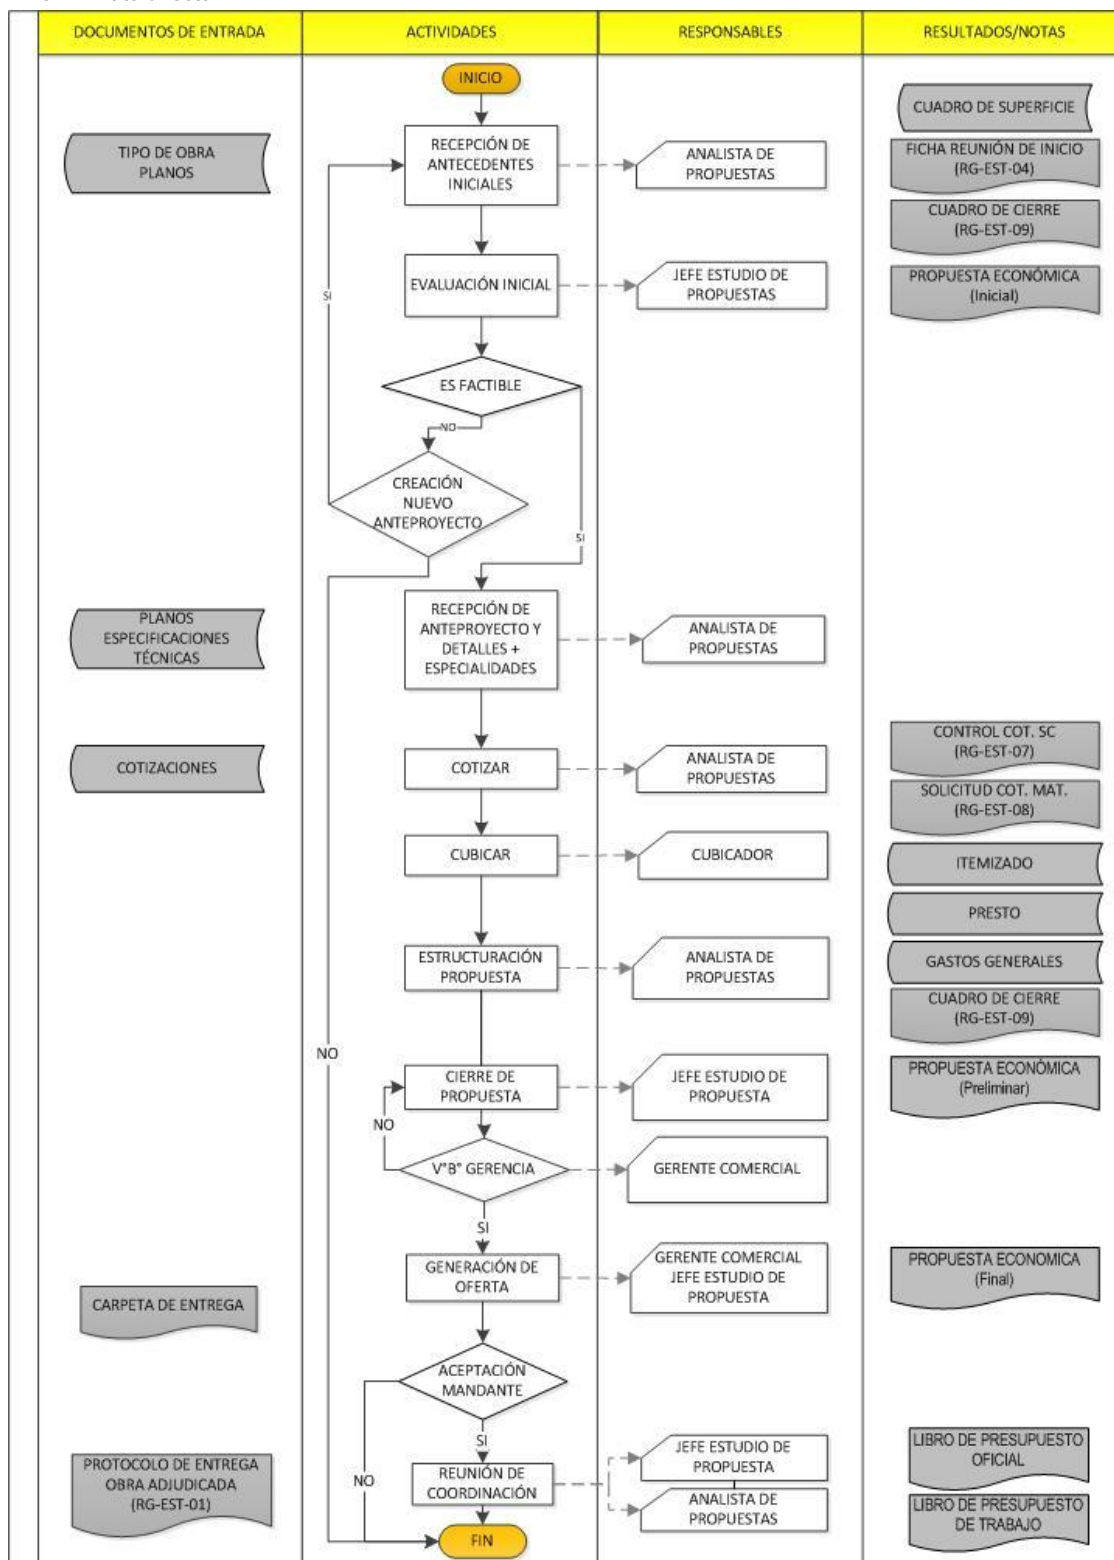 DOCUMENTOS DE ENTRADA
ACTIVIDADES
RESPONSABLES
RESULTADOS/NOTAS
INICIO
CUADRO DE SUPERFICIE
TIPO DE OBRA
PLANOS
RECEPCIÓN DE
ANTECEDENTES
INICIALES
ANALISTA DE
PROPUESTAS
FICHA REUNIÓN DE INICIO
(RG-EST-04)
CUADRO DE CIERRE
(RG-EST-09)
EVALUACIÓN INICIAL
JEFE ESTUDIO DE
PROPUESTAS
PROPUESTA ECONÓMICA
(Inicial)
SI
ES FACTIBLE
NO
CREACIÓN
NUEVO
ANTEPROYECTO
SI
PLANOS
ESPECIFICACIONES
TÉCNICAS
RECEPCIÓN DE
ANTEPROYECTO Y
DETALLES +
ESPECIALIDADES
ANALISTA DE
PROPUESTAS
CONTROL COT. SC
(RG-EST-07)
COTIZACIONES
COTIZAR
ANALISTA DE
PROPUESTAS
SOLICITUD COT. MAT.
(RG-EST-08)
CUBICAR
CUBICADOR
ITEMIZADO
PRESTO
ESTRUCTURACIÓN
PROPUESTA
ANALISTA DE
PROPUESTAS
GASTOS GENERALES
CUADRO DE CIERRE
(RG-EST-09)
NO
CIERRE DE
PROPUESTA
JEFE ESTUDIO DE
PROPUESTA
PROPUESTA ECONÓMICA
(Preliminar)
NO
V°B° GERENCIA
GERENTE COMERCIAL
SI
GENERACIÓN DE
OFERTA
GERENTE COMERCIAL
JEFE ESTUDIO DE
PROPUESTA
PROPUESTA ECONOMICA
(Final)
CARPETA DE ENTREGA
ACEPTACIÓN
MANDANTE
SI
NO
PROTOCOLO DE ENTREGA
OBRA ADJUDICADA
(RG-EST-01)
REUNIÓN DE
COORDINACIÓN
JEFE ESTUDIO DE
PROPUESTA
ANALISTA DE
PROPUESTAS
LIBRO DE PRESUPUESTO
OFICIAL
LIBRO DE PRESUPUESTO
DE TRABAJO
FIN